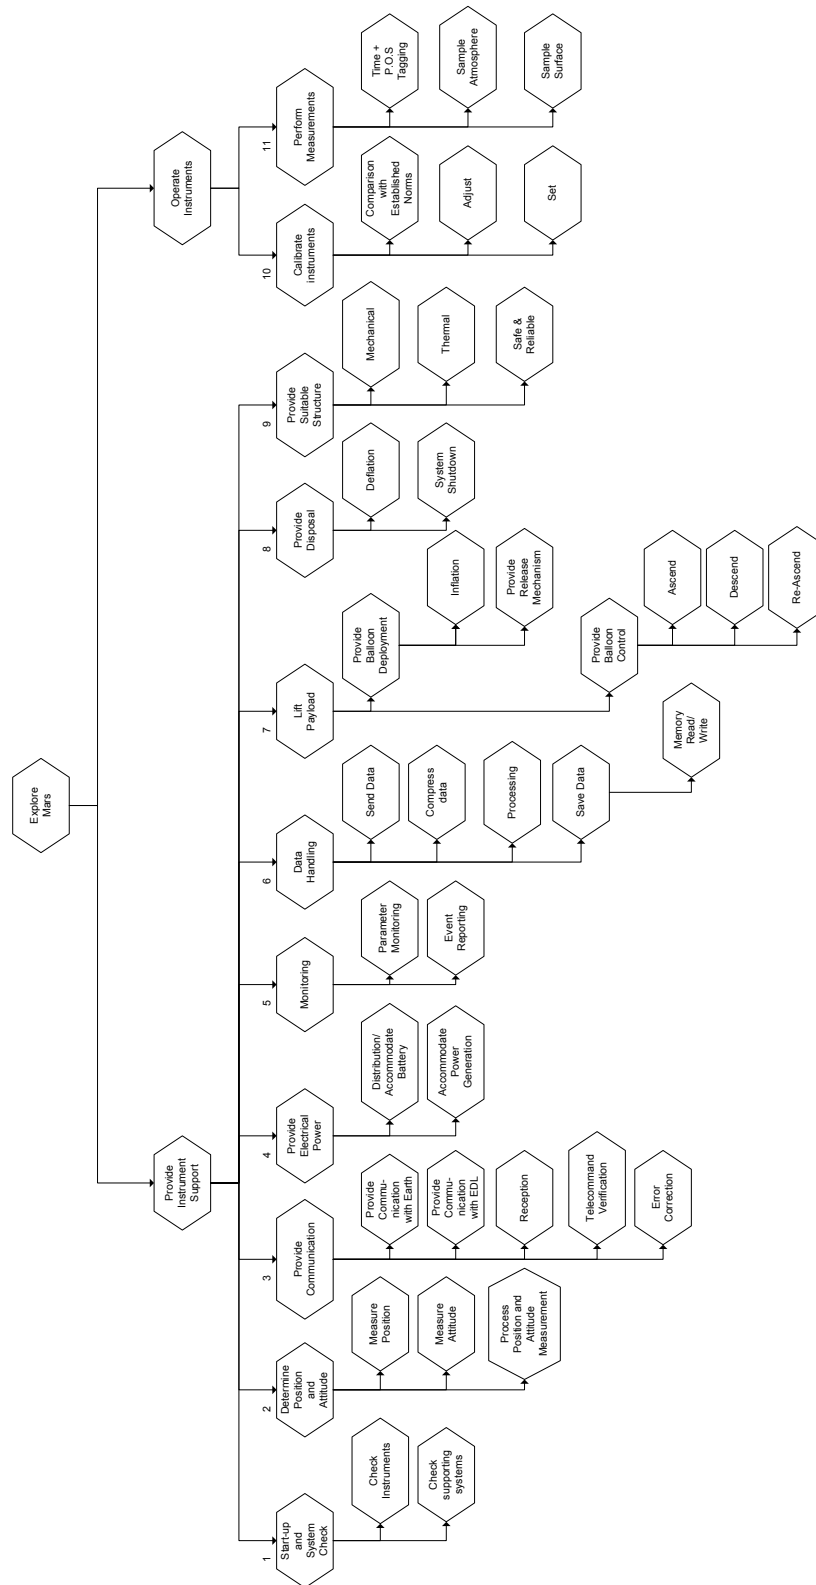 Explore
Mars
Provide
Instrument
Support
Operate
Instruments
1
Start-up
and
System
Check
Check
Instruments
Check
supporting
systems
2
Determine
Position
and
Attitude
Measure
Position
Measure
Attitude
Process
Position and
Attitude
Measurement
3
Provide
Communication
Provide
Commu-
nication
with Earth
Provide
Commu-
nication
with EDL
Reception
Telecommand
Verification
Error
Correction
4
Provide
Electrical
Power
Distribution/
Accommodate
Battery
Accommodate
Power
Generation
5
Monitoring
Parameter
Monitoring
Event
Reporting
6
Data
Handling
Send Data
Compress
data
Processing
Save Data
Memory
Read/
Write
7
Lift
Payload
Provide
Balloon
Deployment
Inflation
Provide
Release
Mechanism
Provide
Balloon
Control
Ascend
Descend
Re-Ascend
8
Provide
Disposal
Deflation
System
Shutdown
9
Provide
Suitable
Structure
Mechanical
Thermal
Safe &
Reliable
10
Calibrate
instruments
Comparison
with
Established
Norms
Adjust
Set
11
Perform
Measurements
Time +
P.O.S
Tagging
Sample
Atmosphere
Sample
Surface